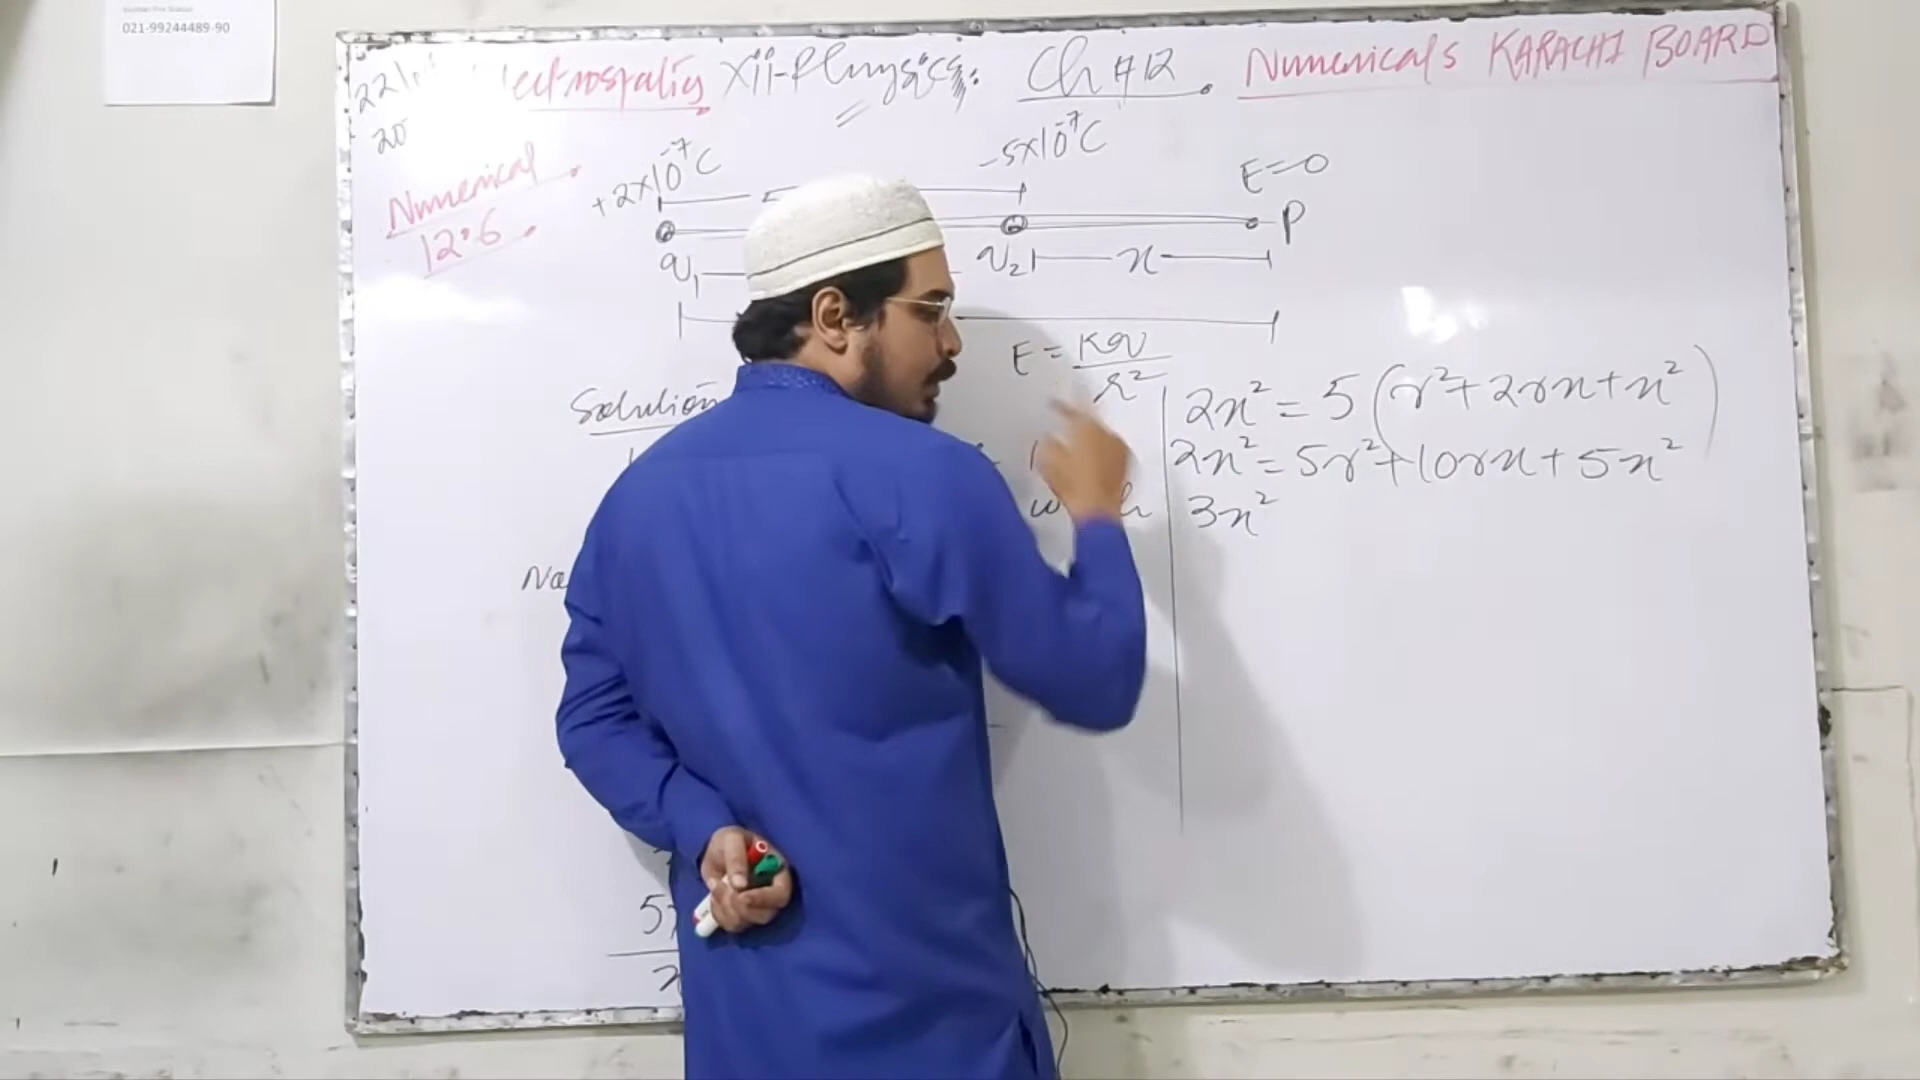 021-99244489-90
XII-Physics. Ch # 12. Numericals KARACHI BOARD
20
Numerical
12.6
+2×10⁻⁷C
-5×10⁻⁷C
E=0
P
q₁
q₂
x
E = Kq/r²
Solution
2x² = 5(r²+2rx+x²)
2x² = 5r²+10rx+5x²
3x²